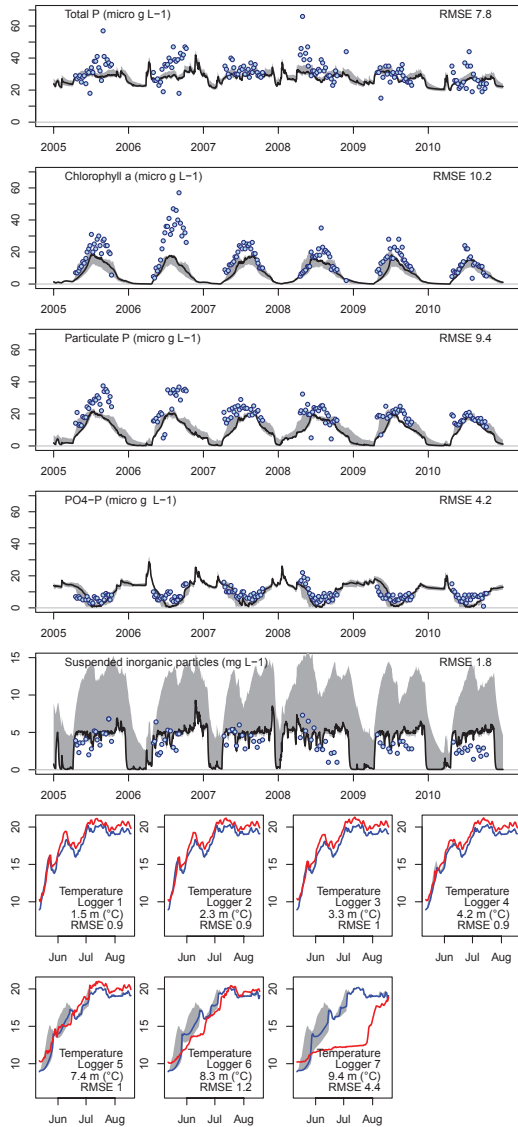 Total P (micro g L−1) RMSE 7.8
60
40
20
0
2005 2006 2007 2008 2009 2010
Chlorophyll a (micro g L−1) RMSE 10.2
60
40
20
0
2005 2006 2007 2008 2009 2010
Particulate P (micro g L−1) RMSE 9.4
60
40
20
0
2005 2006 2007 2008 2009 2010
PO4−P (micro g L−1) RMSE 4.2
60
40
20
0
2005 2006 2007 2008 2009 2010
Suspended inorganic particles (mg L−1) RMSE 1.8
15
10
5
0
2005 2006 2007 2008 2009 2010
20
15
10
Temperature
Logger 1
1.5 m (°C)
RMSE 0.9
Jun Jul Aug
20
15
10
Temperature
Logger 2
2.3 m (°C)
RMSE 0.9
Jun Jul Aug
20
15
10
Temperature
Logger 3
3.3 m (°C)
RMSE 1
Jun Jul Aug
20
15
10
Temperature
Logger 4
4.2 m (°C)
RMSE 0.9
Jun Jul Aug
20
15
10
Temperature
Logger 5
7.4 m (°C)
RMSE 1
Jun Jul Aug
20
15
10
Temperature
Logger 6
8.3 m (°C)
RMSE 1.2
Jun Jul Aug
20
15
10
Temperature
Logger 7
9.4 m (°C)
RMSE 4.4
Jun Jul Aug